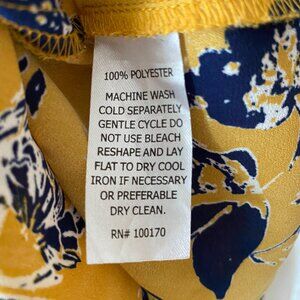 100% POLYESTER
MACHINE WASH
COLD SEPARATELY
GENTLE CYCLE DO
NOT USE BLEACH
RESHAPE AND LAY
FLAT TO DRY COOL
IRON IF NECESSARY
OR PREFERABLE
DRY CLEAN.
RN# 100170